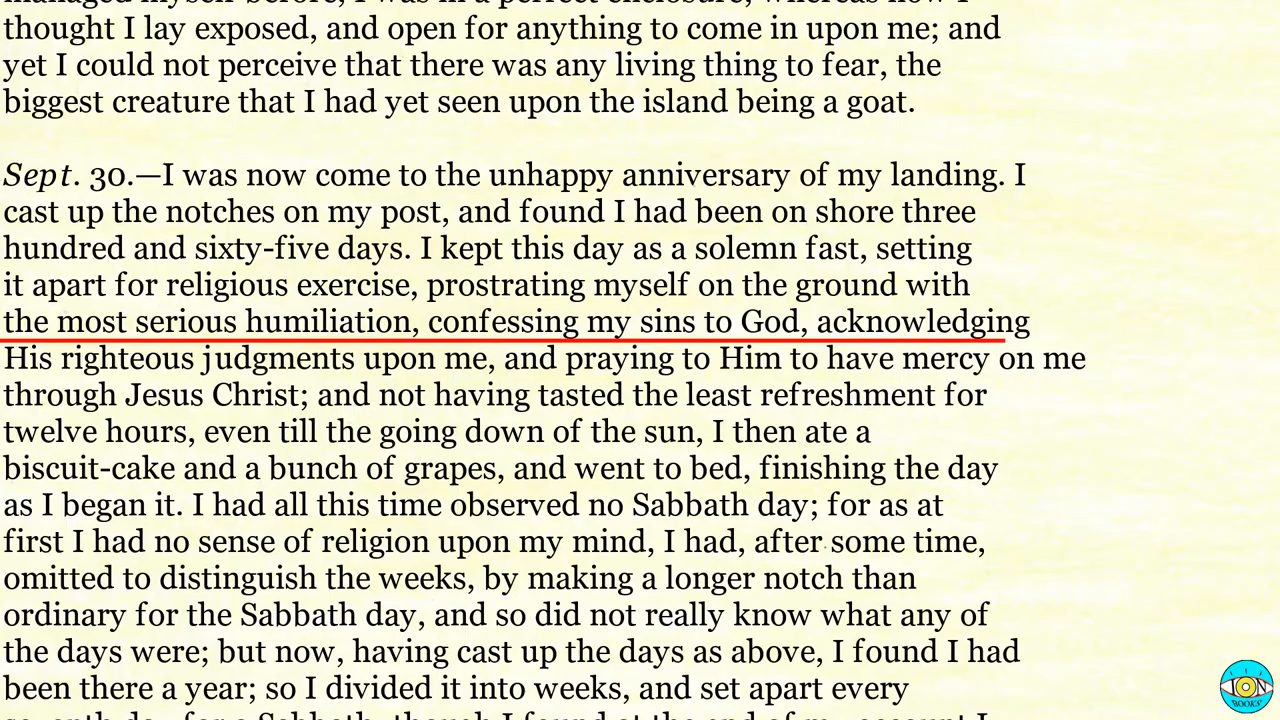 thought I lay exposed, and open for anything to come in upon me; and
yet I could not perceive that there was any living thing to fear, the
biggest creature that I had yet seen upon the island being a goat.
Sept. 30.—I was now come to the unhappy anniversary of my landing. I
cast up the notches on my post, and found I had been on shore three
hundred and sixty-five days. I kept this day as a solemn fast, setting
it apart for religious exercise, prostrating myself on the ground with
the most serious humiliation, confessing my sins to God, acknowledging
His righteous judgments upon me, and praying to Him to have mercy on me
through Jesus Christ; and not having tasted the least refreshment for
twelve hours, even till the going down of the sun, I then ate a
biscuit-cake and a bunch of grapes, and went to bed, finishing the day
as I began it. I had all this time observed no Sabbath day; for as at
first I had no sense of religion upon my mind, I had, after some time,
omitted to distinguish the weeks, by making a longer notch than
ordinary for the Sabbath day, and so did not really know what any of
the days were; but now, having cast up the days as above, I found I had
been there a year; so I divided it into weeks, and set apart every
ION
BOOKS